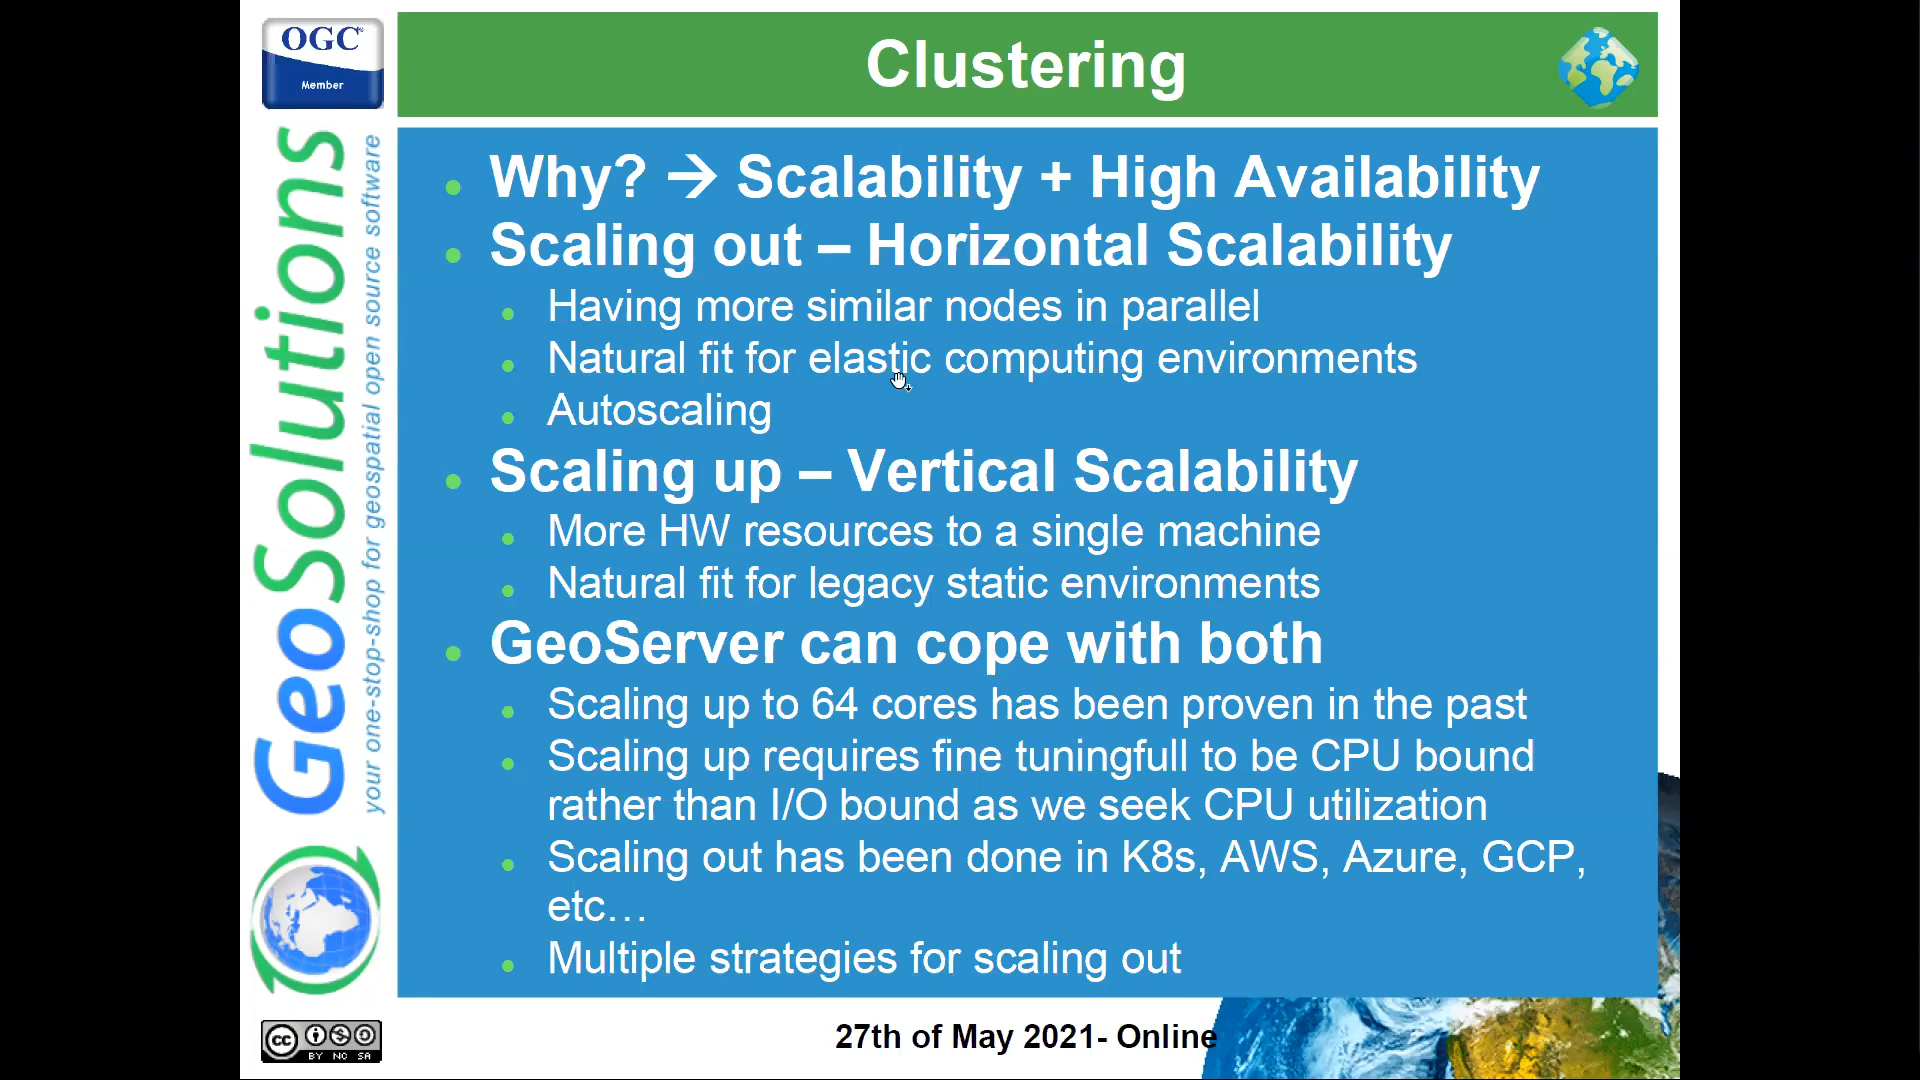 OGC®
Member
Clustering
GeoSolutions
your one-stop-shop for geospatial open source software
Why? → Scalability + High Availability
Scaling out – Horizontal Scalability
Having more similar nodes in parallel
Natural fit for elastic computing environments
Autoscaling
Scaling up – Vertical Scalability
More HW resources to a single machine
Natural fit for legacy static environments
GeoServer can cope with both
Scaling up to 64 cores has been proven in the past
Scaling up requires fine tuningfull to be CPU bound
rather than I/O bound as we seek CPU utilization
Scaling out has been done in K8s, AWS, Azure, GCP,
etc…
Multiple strategies for scaling out
cc
BY NC SA
27th of May 2021- Online